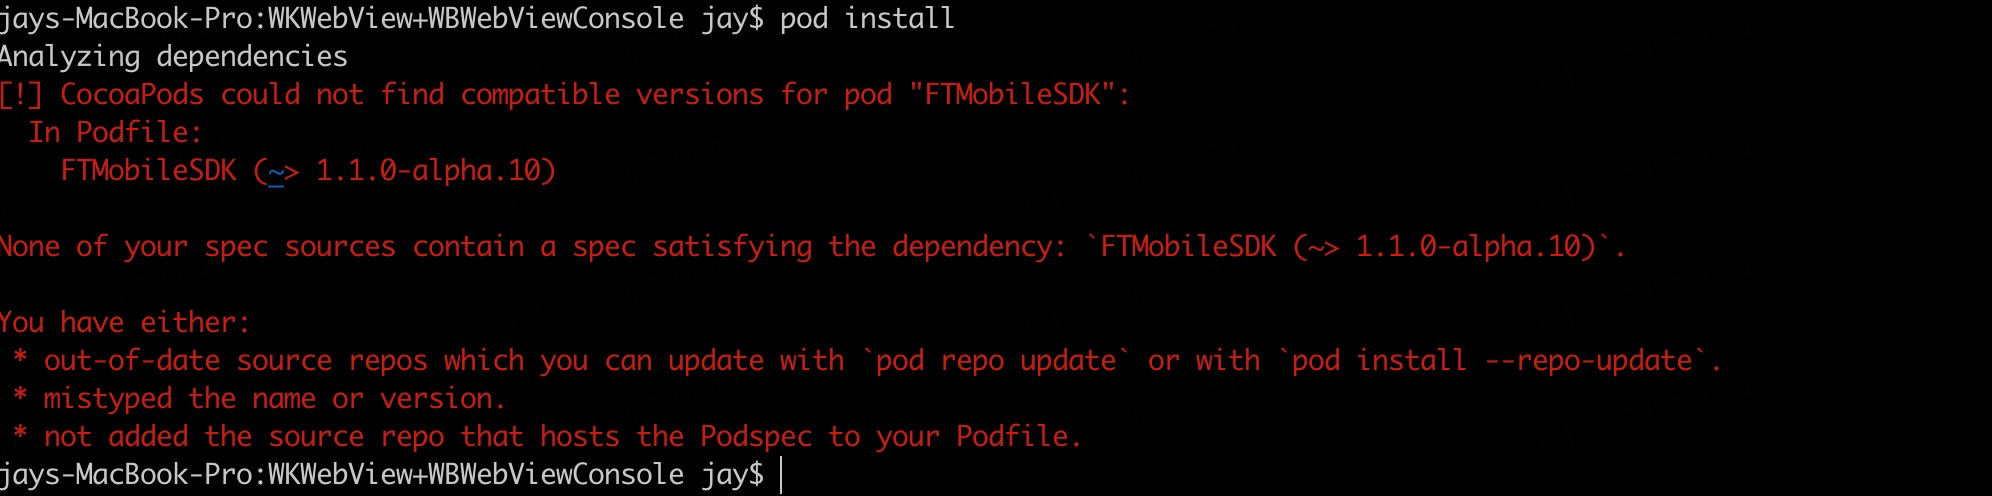 jays-MacBook-Pro:WKWebView+WBWebViewConsole jay$ pod install
Analyzing dependencies
[!] CocoaPods could not find compatible versions for pod "FTMobileSDK":
  In Podfile:
    FTMobileSDK (~> 1.1.0-alpha.10)
None of your spec sources contain a spec satisfying the dependency: `FTMobileSDK (~> 1.1.0-alpha.10)`.
You have either:
 * out-of-date source repos which you can update with `pod repo update` or with `pod install --repo-update`.
 * mistyped the name or version.
 * not added the source repo that hosts the Podspec to your Podfile.
jays-MacBook-Pro:WKWebView+WBWebViewConsole jay$